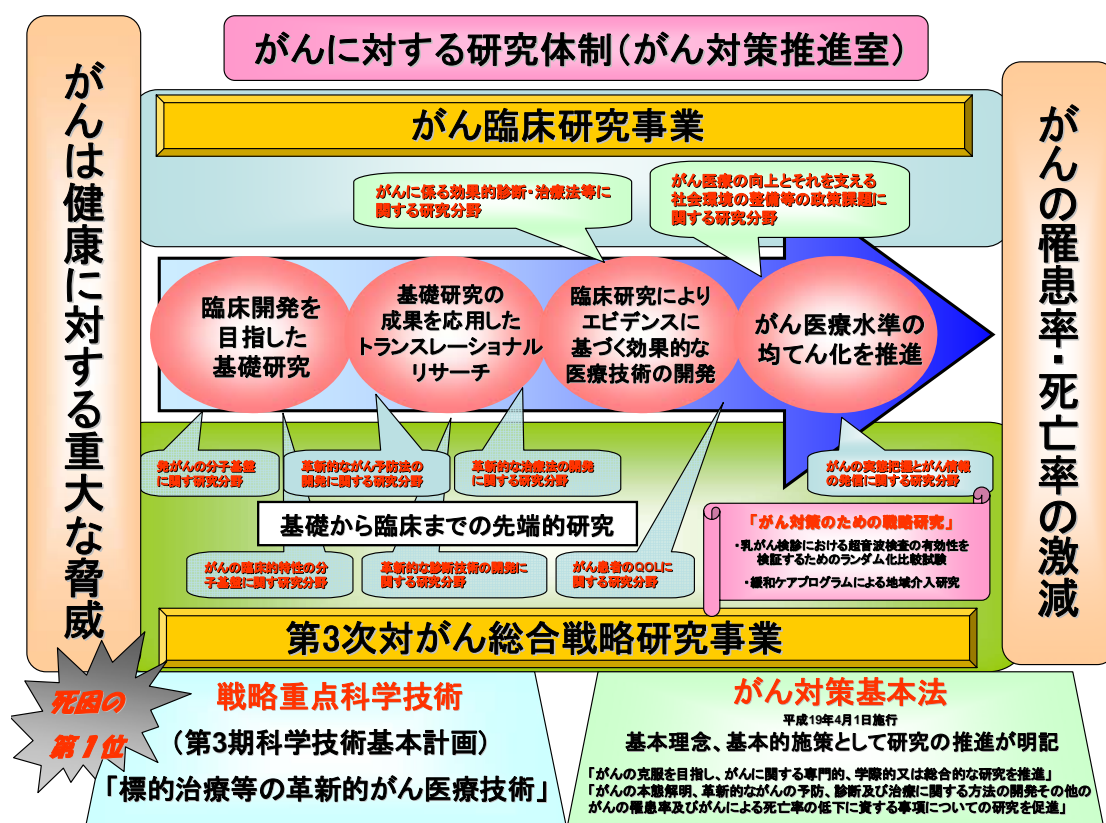 がんに対する研究体制(がん対策推進室)
がんは健康に対する重大な脅威
がん臨床研究事業
がんに係る効果的診断・治療法等に
関する研究分野
がん医療の向上とそれを支える
社会環境の整備等の政策課題に
関する研究分野
臨床開発を
目指した
基礎研究
基礎研究の
成果を応用した
トランスレーショナル
リサーチ
臨床研究により
エビデンスに
基づく効果的な
医療技術の開発
がん医療水準の
均てん化を推進
がんの罹患率・死亡率の激減
発がんの分子基盤
に関す研究分野
革新的ながん予防法の
開発に関する研究分野
革新的な治療法の開発
に関する研究分野
がんの実態把握とがん情報
の発信に関する研究分野
基礎から臨床までの先端的研究
がんの臨床的特性の分
子基盤に関す研究分野
革新的な診断技術の開発に
関する研究分野
がん患者のQOLに
関する研究分野
「がん対策のための戦略研究」
・乳がん検診における超音波検査の有効性を
検証するためのランダム化比較試験
・緩和ケアプログラムによる地域介入研究
第3次対がん総合戦略研究事業
死因の
第1位
戦略重点科学技術
(第3期科学技術基本計画)
「標的治療等の革新的がん医療技術」
がん対策基本法
平成19年4月1日施行
基本理念、基本的施策として研究の推進が明記
「がんの克服を目指し、がんに関する専門的、学際的又は総合的な研究を推進」
「がんの本態解明、革新的ながんの予防、診断及び治療に関する方法の開発その他の
がんの罹患率及びがんによる死亡率の低下に資する事項についての研究を促進」